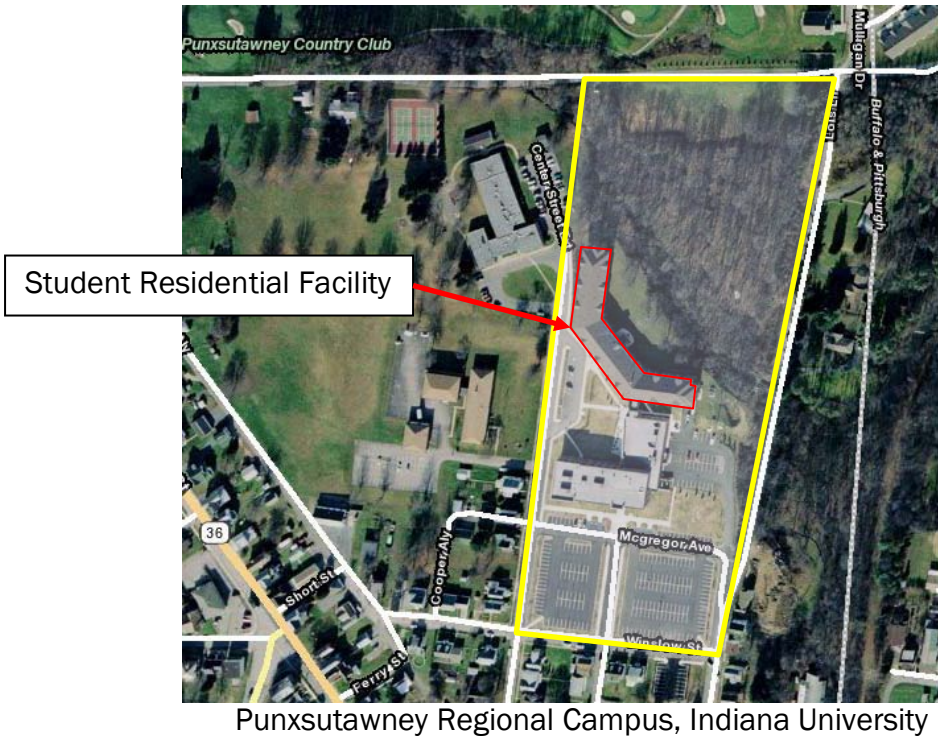 Punxsutawney Country Club
Mulligan Dr
Buffalo & Pittsburgh
Center Street
Student Residential Facility
36
Mcgregor Ave
Cooper Aly
Short St
Winslow St
Ferry St
Punxsutawney Regional Campus, Indiana University